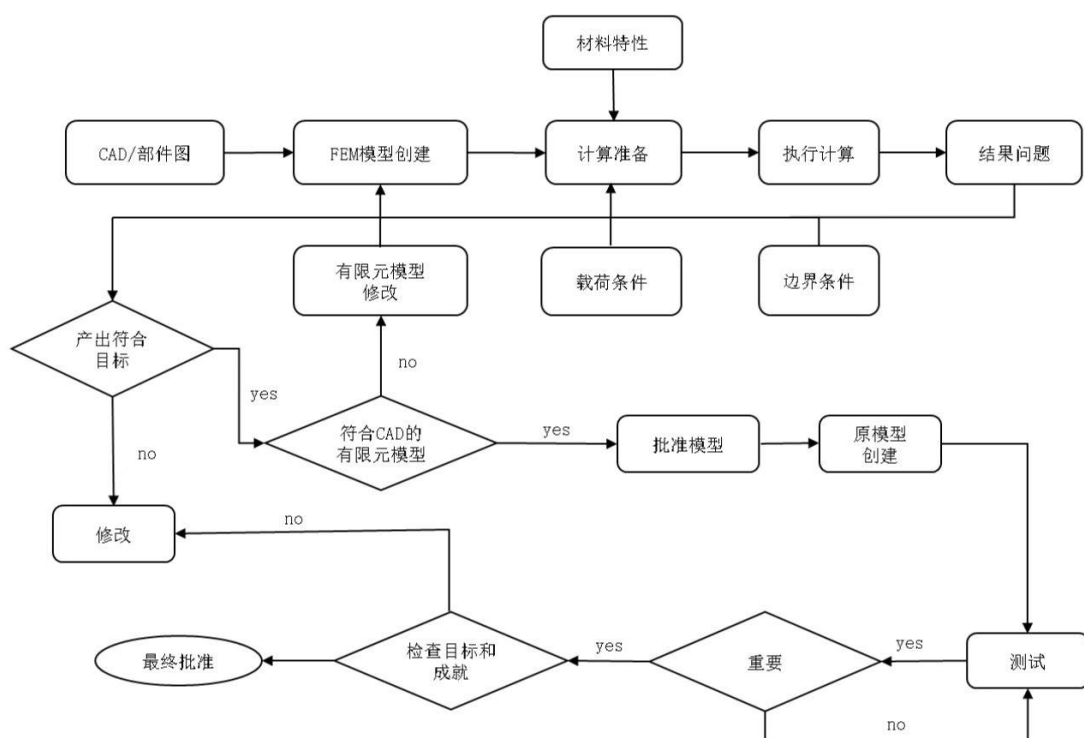 材料特性
CAD/部件图
FEM模型创建
计算准备
执行计算
结果问题
有限元模型
修改
载荷条件
边界条件
产出符合
目标
no
yes
符合CAD的
有限元模型
yes
批准模型
原模型
创建
no
修改
no
最终批准
检查目标和
成就
yes
重要
yes
测试
no